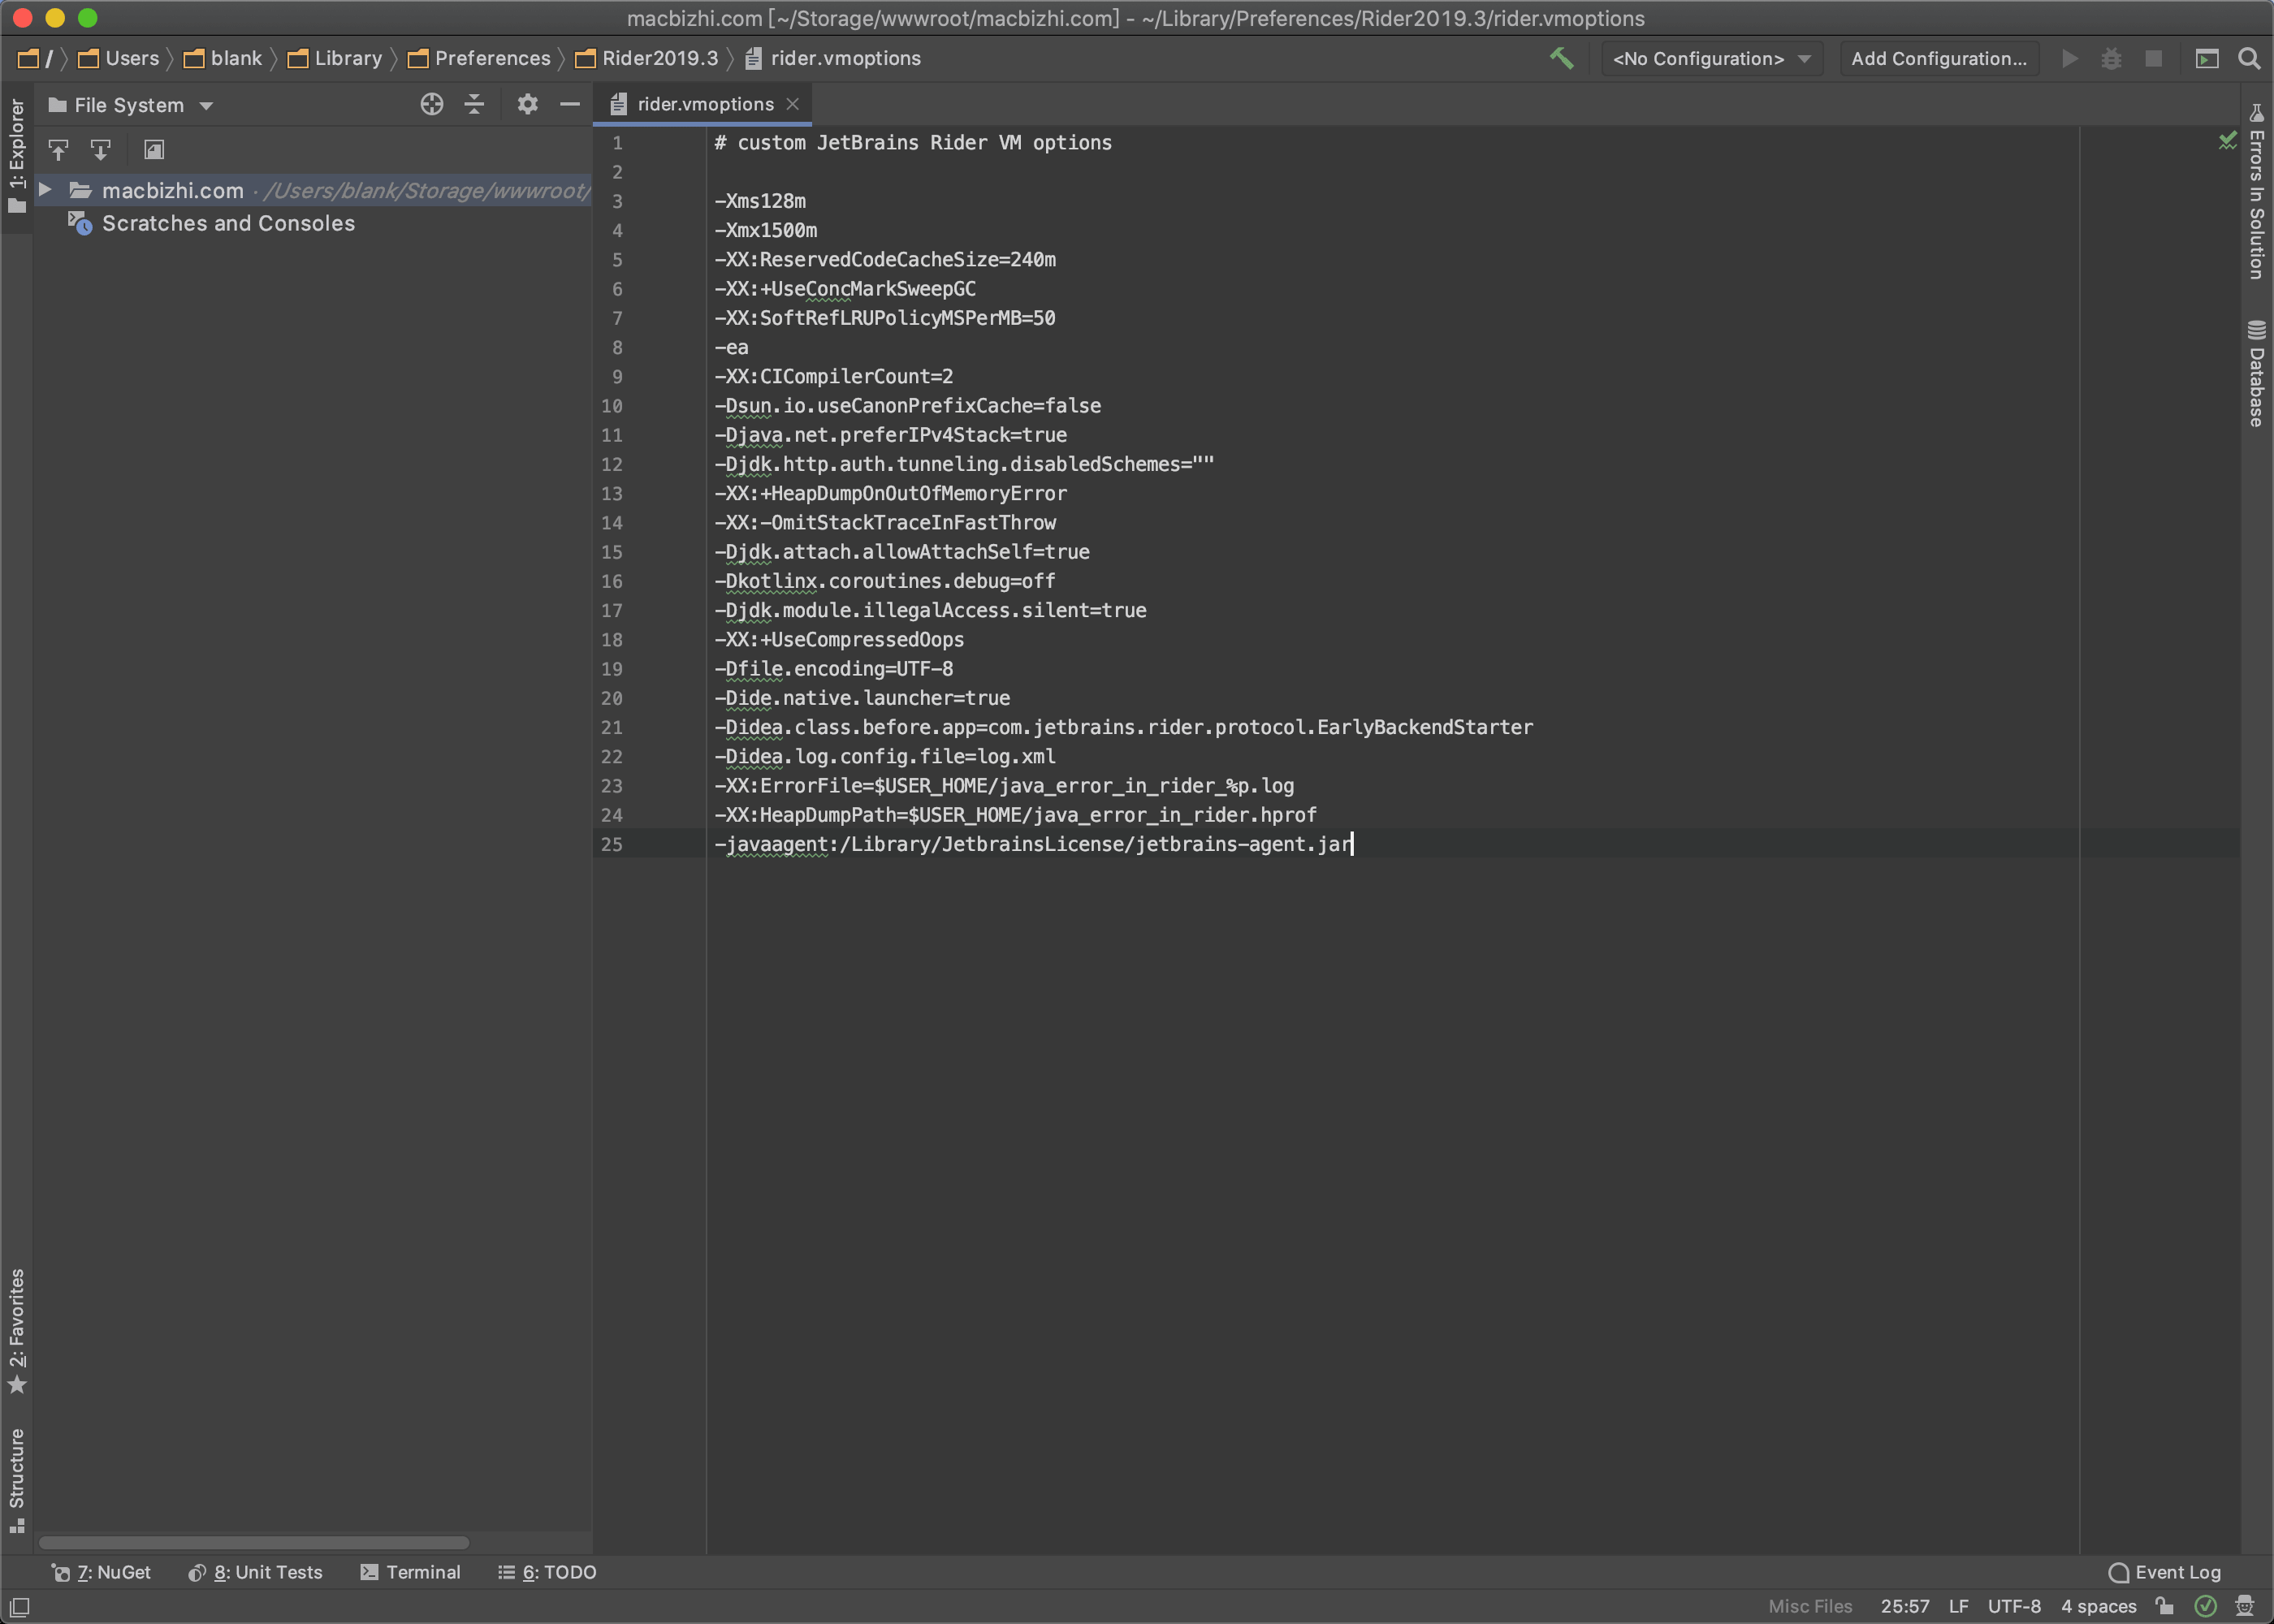 macbizhi.com [~/Storage/wwwroot/macbizhi.com] - ~/Library/Preferences/Rider2019.3/rider.vmoptions
/ Users blank Library Preferences Rider2019.3 rider.vmoptions <No Configuration> Add Configuration...
1: Explorer
File System
rider.vmoptions
macbizhi.com · /Users/blank/Storage/wwwroot/
Scratches and Consoles
1 # custom JetBrains Rider VM options
2
3 -Xms128m
4 -Xmx1500m
5 -XX:ReservedCodeCacheSize=240m
6 -XX:+UseConcMarkSweepGC
7 -XX:SoftRefLRUPolicyMSPerMB=50
8 -ea
9 -XX:CICompilerCount=2
10 -Dsun.io.useCanonPrefixCache=false
11 -Djava.net.preferIPv4Stack=true
12 -Djdk.http.auth.tunneling.disabledSchemes=""
13 -XX:+HeapDumpOnOutOfMemoryError
14 -XX:-OmitStackTraceInFastThrow
15 -Djdk.attach.allowAttachSelf=true
16 -Dkotlinx.coroutines.debug=off
17 -Djdk.module.illegalAccess.silent=true
18 -XX:+UseCompressedOops
19 -Dfile.encoding=UTF-8
20 -Dide.native.launcher=true
21 -Didea.class.before.app=com.jetbrains.rider.protocol.EarlyBackendStarter
22 -Didea.log.config.file=log.xml
23 -XX:ErrorFile=$USER_HOME/java_error_in_rider_%p.log
24 -XX:HeapDumpPath=$USER_HOME/java_error_in_rider.hprof
25 -javaagent:/Library/JetbrainsLicense/jetbrains-agent.jar
Errors In Solution
Database
2: Favorites
Structure
7: NuGet 8: Unit Tests Terminal 6: TODO Event Log
Misc Files 25:57 LF UTF-8 4 spaces